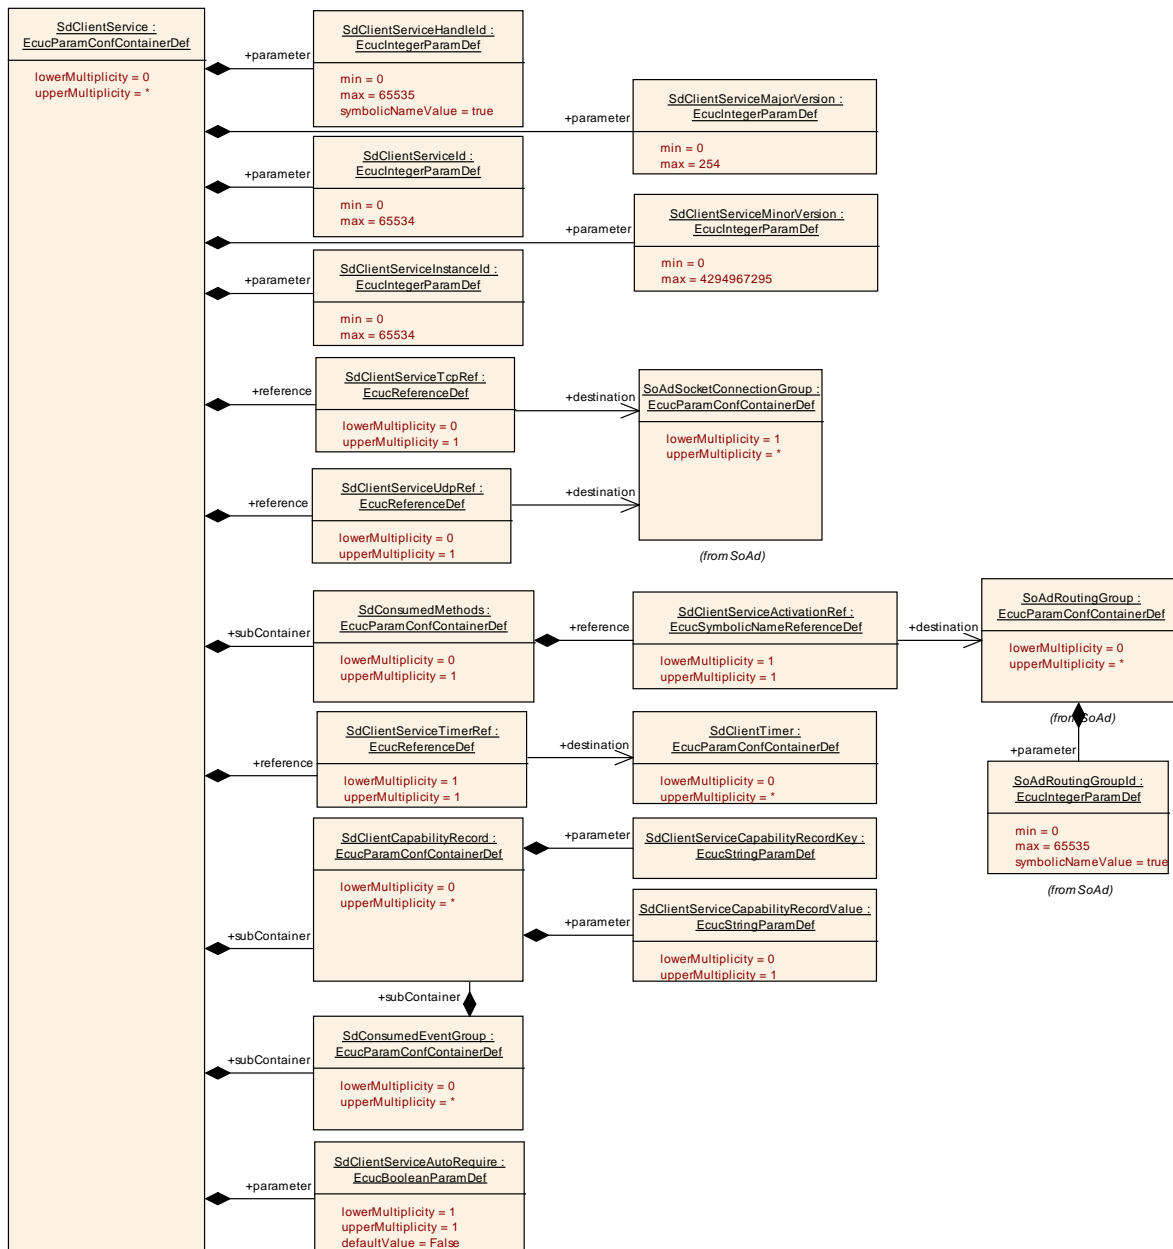 SdClientService :
EcucParamConfContainerDef
lowerMultiplicity = 0
upperMultiplicity = *
+parameter
SdClientServiceHandleId :
EcucIntegerParamDef
min = 0
max = 65535
symbolicNameValue = true
+parameter
SdClientServiceMajorVersion :
EcucIntegerParamDef
min = 0
max = 254
+parameter
SdClientServiceId :
EcucIntegerParamDef
min = 0
max = 65534
+parameter
SdClientServiceMinorVersion :
EcucIntegerParamDef
min = 0
max = 4294967295
+parameter
SdClientServiceInstanceId :
EcucIntegerParamDef
min = 0
max = 65534
+reference
SdClientServiceTcpRef :
EcucReferenceDef
lowerMultiplicity = 0
upperMultiplicity = 1
+destination
SoAdSocketConnectionGroup :
EcucParamConfContainerDef
lowerMultiplicity = 1
upperMultiplicity = *
(from SoAd)
+reference
SdClientServiceUdpRef :
EcucReferenceDef
lowerMultiplicity = 0
upperMultiplicity = 1
+destination
+subContainer
SdConsumedMethods :
EcucParamConfContainerDef
lowerMultiplicity = 0
upperMultiplicity = 1
+reference
SdClientServiceActivationRef :
EcucSymbolicNameReferenceDef
lowerMultiplicity = 1
upperMultiplicity = 1
+destination
SoAdRoutingGroup :
EcucParamConfContainerDef
lowerMultiplicity = 0
upperMultiplicity = *
(from SoAd)
+parameter
SoAdRoutingGroupId :
EcucIntegerParamDef
min = 0
max = 65535
symbolicNameValue = true
(from SoAd)
+reference
SdClientServiceTimerRef :
EcucReferenceDef
lowerMultiplicity = 1
upperMultiplicity = 1
+destination
SdClientTimer :
EcucParamConfContainerDef
lowerMultiplicity = 0
upperMultiplicity = *
+subContainer
SdClientCapabilityRecord :
EcucParamConfContainerDef
lowerMultiplicity = 0
upperMultiplicity = *
+parameter
SdClientServiceCapabilityRecordKey :
EcucStringParamDef
+parameter
SdClientServiceCapabilityRecordValue :
EcucStringParamDef
lowerMultiplicity = 0
upperMultiplicity = 1
+subContainer
+subContainer
SdConsumedEventGroup :
EcucParamConfContainerDef
lowerMultiplicity = 0
upperMultiplicity = *
+parameter
SdClientServiceAutoRequire :
EcucBooleanParamDef
lowerMultiplicity = 1
upperMultiplicity = 1
defaultValue = False